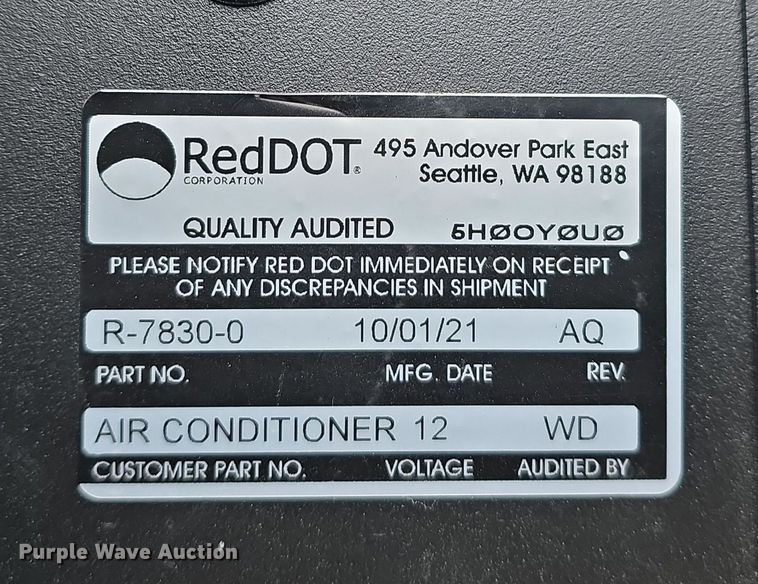 RedDOT®
CORPORATION
495 Andover Park East
Seattle, WA 98188
QUALITY AUDITED 5HØOYØUØ
PLEASE NOTIFY RED DOT IMMEDIATELY ON RECEIPT
OF ANY DISCREPANCIES IN SHIPMENT
R-7830-0 10/01/21 AQ
PART NO. MFG. DATE REV.
AIR CONDITIONER 12 WD
CUSTOMER PART NO. VOLTAGE AUDITED BY
Purple Wave Auction